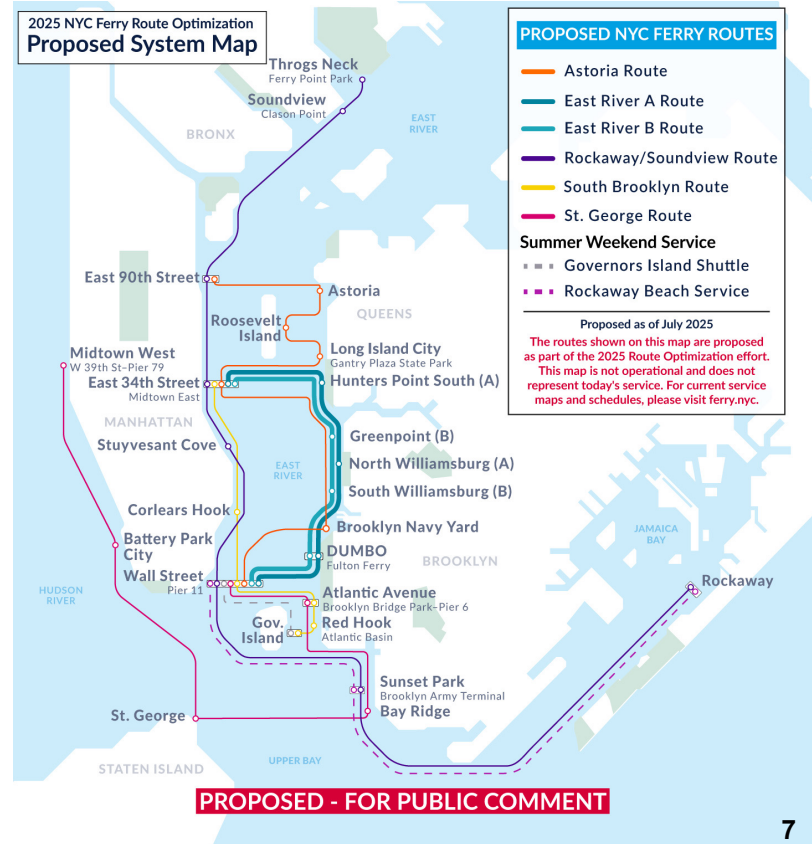 2025 NYC Ferry Route Optimization
Proposed System Map
PROPOSED NYC FERRY ROUTES
Astoria Route
East River A Route
East River B Route
Rockaway/Soundview Route
South Brooklyn Route
St. George Route
Summer Weekend Service
Governors Island Shuttle
Rockaway Beach Service
Proposed as of July 2025
The routes shown on this map are proposed
as part of the 2025 Route Optimization effort.
This map is not operational and does not
represent today's service. For current service
maps and schedules, please visit ferry.nyc.
Throgs Neck
Ferry Point Park
Soundview
Clason Point
EAST
RIVER
BRONX
East 90th Street
Astoria
QUEENS
Roosevelt
Island
Long Island City
Gantry Plaza State Park
Midtown West
W 39th St–Pier 79
East 34th Street
Midtown East
Hunters Point South (A)
MANHATTAN
Stuyvesant Cove
Greenpoint (B)
EAST
RIVER
North Williamsburg (A)
South Williamsburg (B)
Corlears Hook
Brooklyn Navy Yard
JAMAICA
BAY
Battery Park
City
DUMBO
Fulton Ferry
BROOKLYN
Wall Street
Pier 11
Rockaway
HUDSON
RIVER
Atlantic Avenue
Brooklyn Bridge Park–Pier 6
Gov.
Island
Red Hook
Atlantic Basin
Sunset Park
Brooklyn Army Terminal
Bay Ridge
St. George
UPPER BAY
STATEN ISLAND
PROPOSED - FOR PUBLIC COMMENT
7